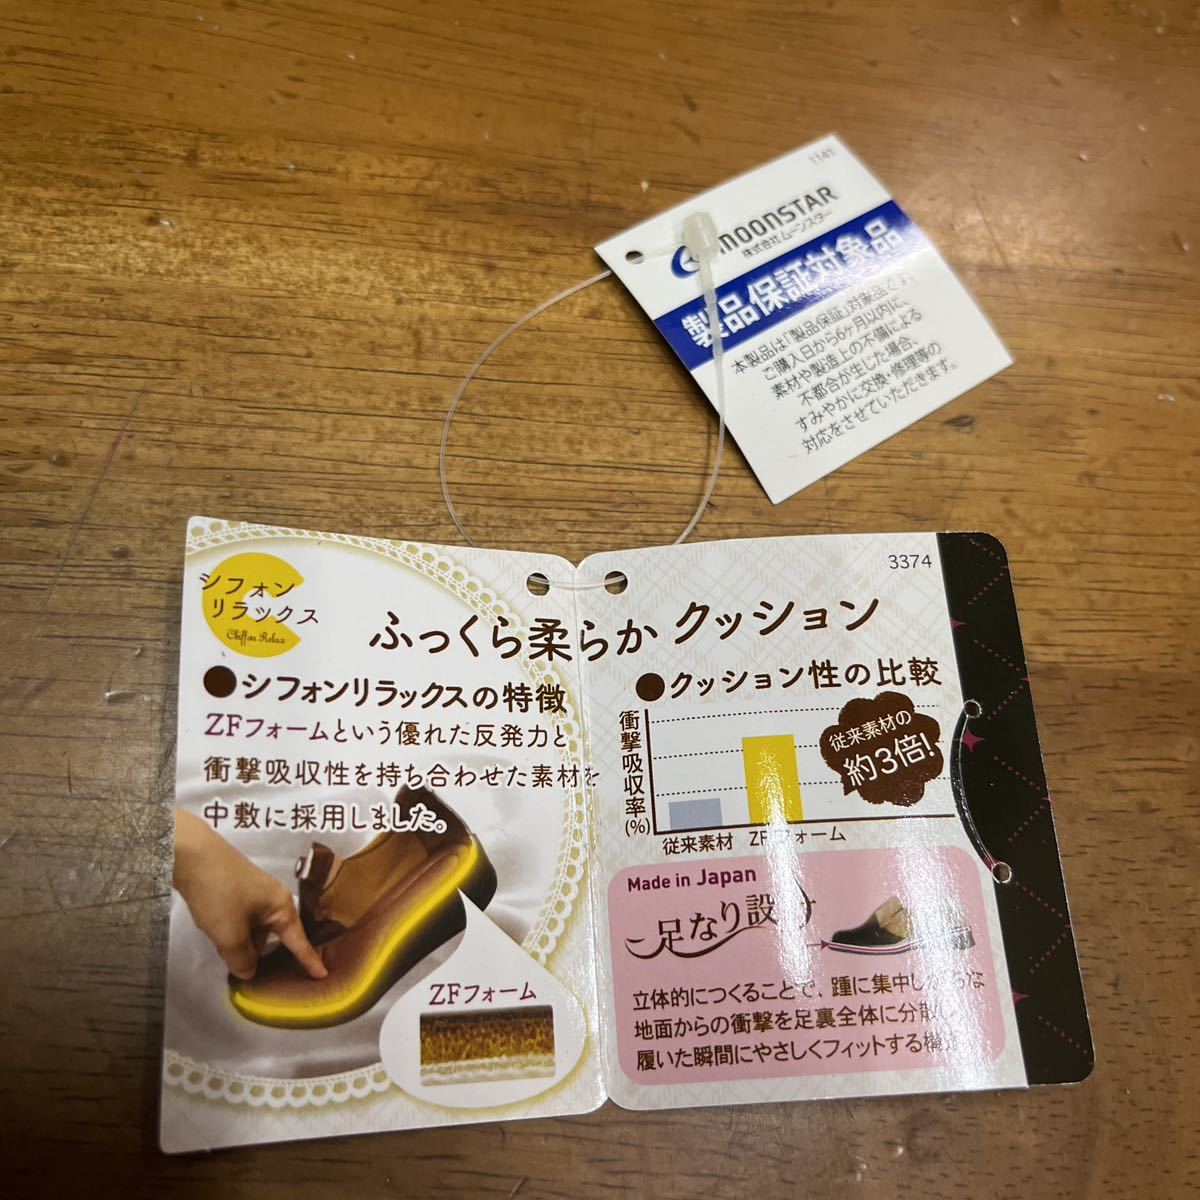 1141
MOONSTAR
株式会社ムーンスター
製品保証対象品
本製品は「製品保証」対象品です。
ご購入日から6ヶ月以内に、
素材や製造上の不備による
不都合が生じた場合、
すみやかに交換・修理等の
対応をさせていただきます。
シフォン
リラックス
Chiffon Relax
ふっくら柔らかクッション
●シフォンリラックスの特徴
ZFフォームという優れた反発力と
衝撃吸収性を持ち合わせた素材を
中敷に採用しました。
ZFフォーム
3374
●クッション性の比較
衝撃吸収率(%)
従来素材の
約3倍!
従来素材 ZFフォーム
Made in Japan
足なり設計
立体的につくることで、踵に集中しがちな
地面からの衝撃を足裏全体に分散し
履いた瞬間にやさしくフィットする構